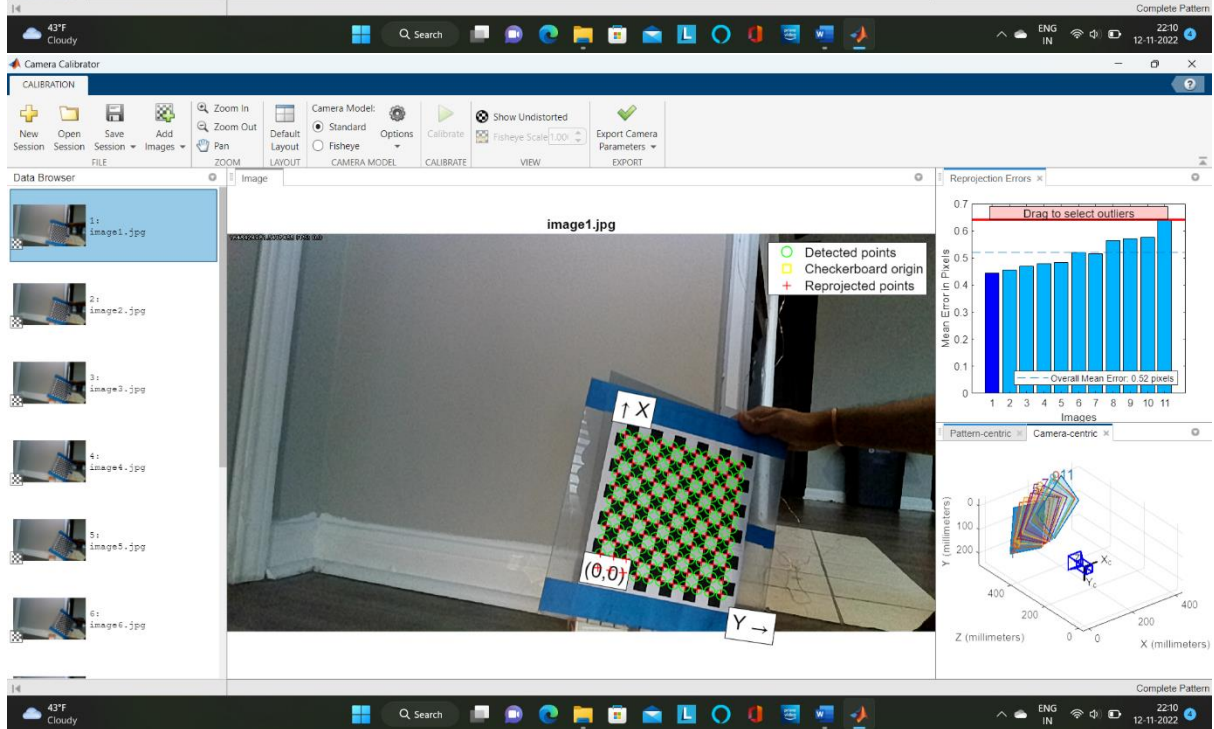 Complete Pattern
43°F
Cloudy
Search
ENG
IN
22:10
12-11-2022
4
Camera Calibrator
CALIBRATION
New Session
Open Session
Save Session
Add Images
FILE
Zoom In
Zoom Out
Pan
ZOOM
Default Layout
LAYOUT
Camera Model:
Standard
Fisheye
Options
CAMERA MODEL
Calibrate
CALIBRATE
Show Undistorted
Fisheye Scale
VIEW
Export Camera Parameters
EXPORT
Data Browser
1:
image1.jpg
2:
image2.jpg
3:
image3.jpg
4:
image4.jpg
5:
image5.jpg
6:
image6.jpg
Image
image1.jpg
Detected points
Checkerboard origin
Reprojected points
↑ X
(0,0)
Y →
Reprojection Errors
Drag to select outliers
0.7
0.6
0.5
0.4
0.3
0.2
0.1
0
Mean Error in Pixels
Overall Mean Error: 0.52 pixels
1 2 3 4 5 6 7 8 9 10 11
Images
Pattern-centric
Camera-centric
0
100
200
Y (millimeters)
Xc
Yc
400
200
0
Z (millimeters)
0
200
400
X (millimeters)
Complete Pattern
43°F
Cloudy
Search
ENG
IN
22:10
12-11-2022
4